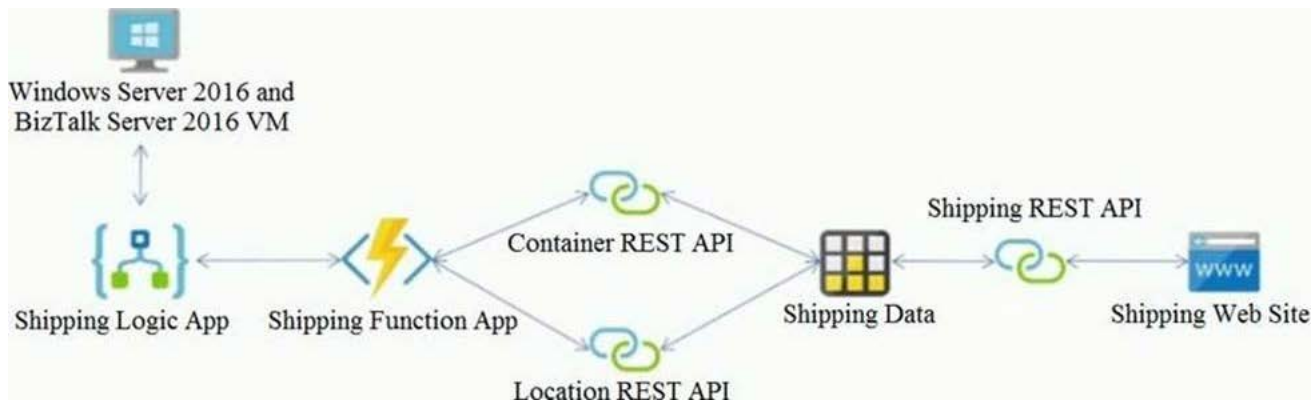 Windows Server 2016 and
BizTalk Server 2016 VM
Shipping Logic App
Shipping Function App
Container REST API
Location REST API
Shipping Data
Shipping REST API
www
Shipping Web Site